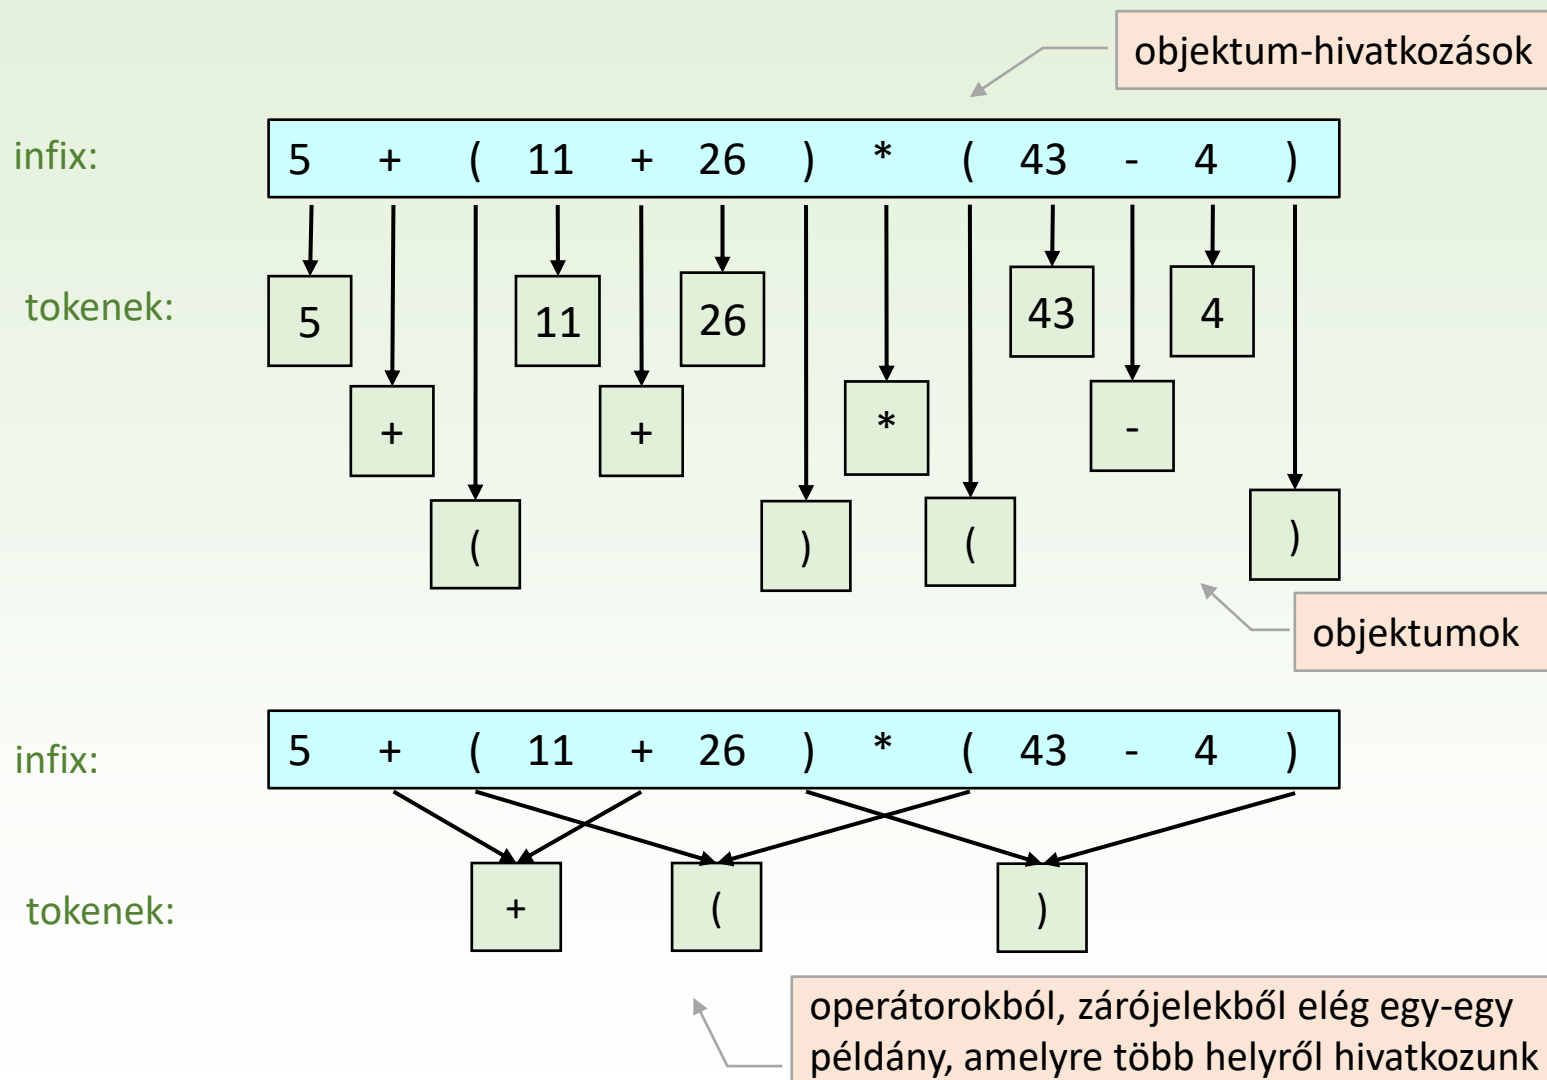 objektum-hivatkozások
infix:
5 + ( 11 + 26 ) * ( 43 - 4 )
tokenek:
5 11 26 43 4
+ + * -
( ) ( )
objektumok
infix:
5 + ( 11 + 26 ) * ( 43 - 4 )
tokenek:
+ ( )
operátorokból, zárójelekből elég egy-egy
példány, amelyre több helyről hivatkozunk